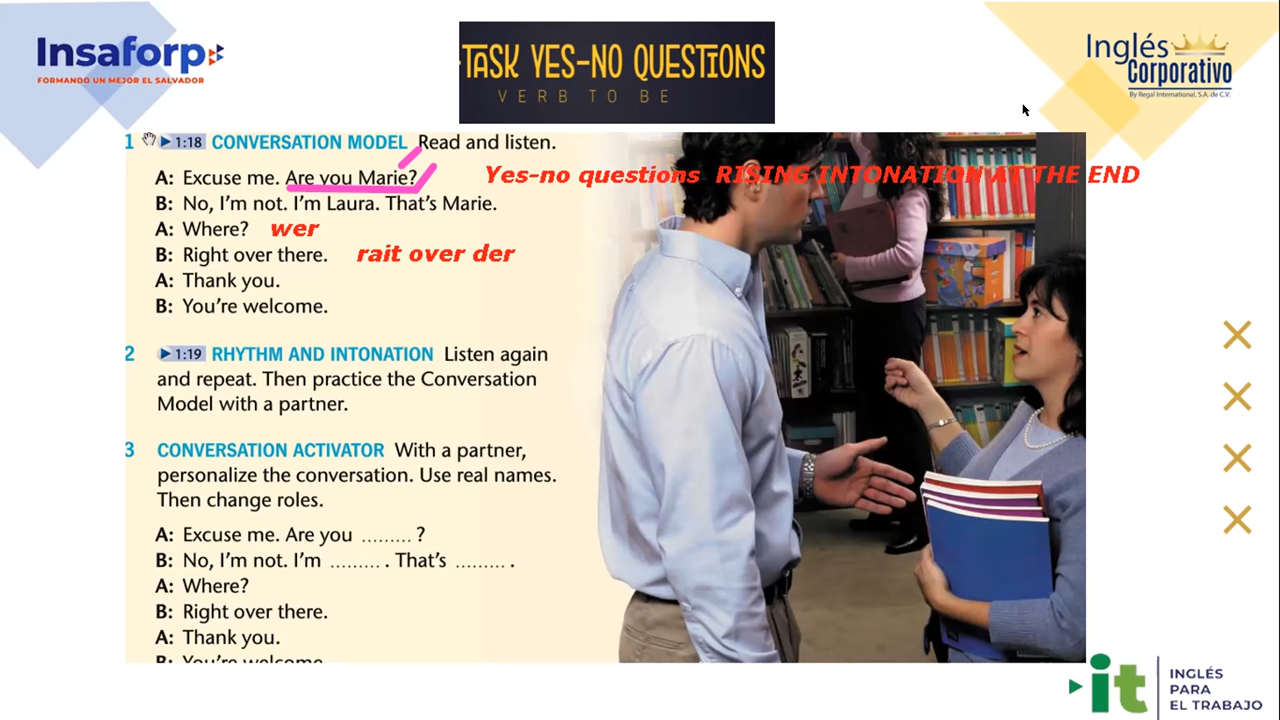 Insaforp
FORMANDO UN MEJOR EL SALVADOR
TASK YES-NO QUESTIONS
VERB TO BE
Inglés
Corporativo
By Regal International, S.A. de C.V.
1 1:18 CONVERSATION MODEL Read and listen.
A: Excuse me. Are you Marie? Yes-no questions RISING INTONATION AT THE END
B: No, I'm not. I'm Laura. That's Marie.
A: Where? wer
B: Right over there. rait over der
A: Thank you.
B: You're welcome.
2 1:19 RHYTHM AND INTONATION Listen again
and repeat. Then practice the Conversation
Model with a partner.
3 CONVERSATION ACTIVATOR With a partner,
personalize the conversation. Use real names.
Then change roles.
A: Excuse me. Are you ......... ?
B: No, I'm not. I'm ......... . That's ......... .
A: Where?
B: Right over there.
A: Thank you.
B: You're welcome
it
INGLÉS
PARA
EL TRABAJO